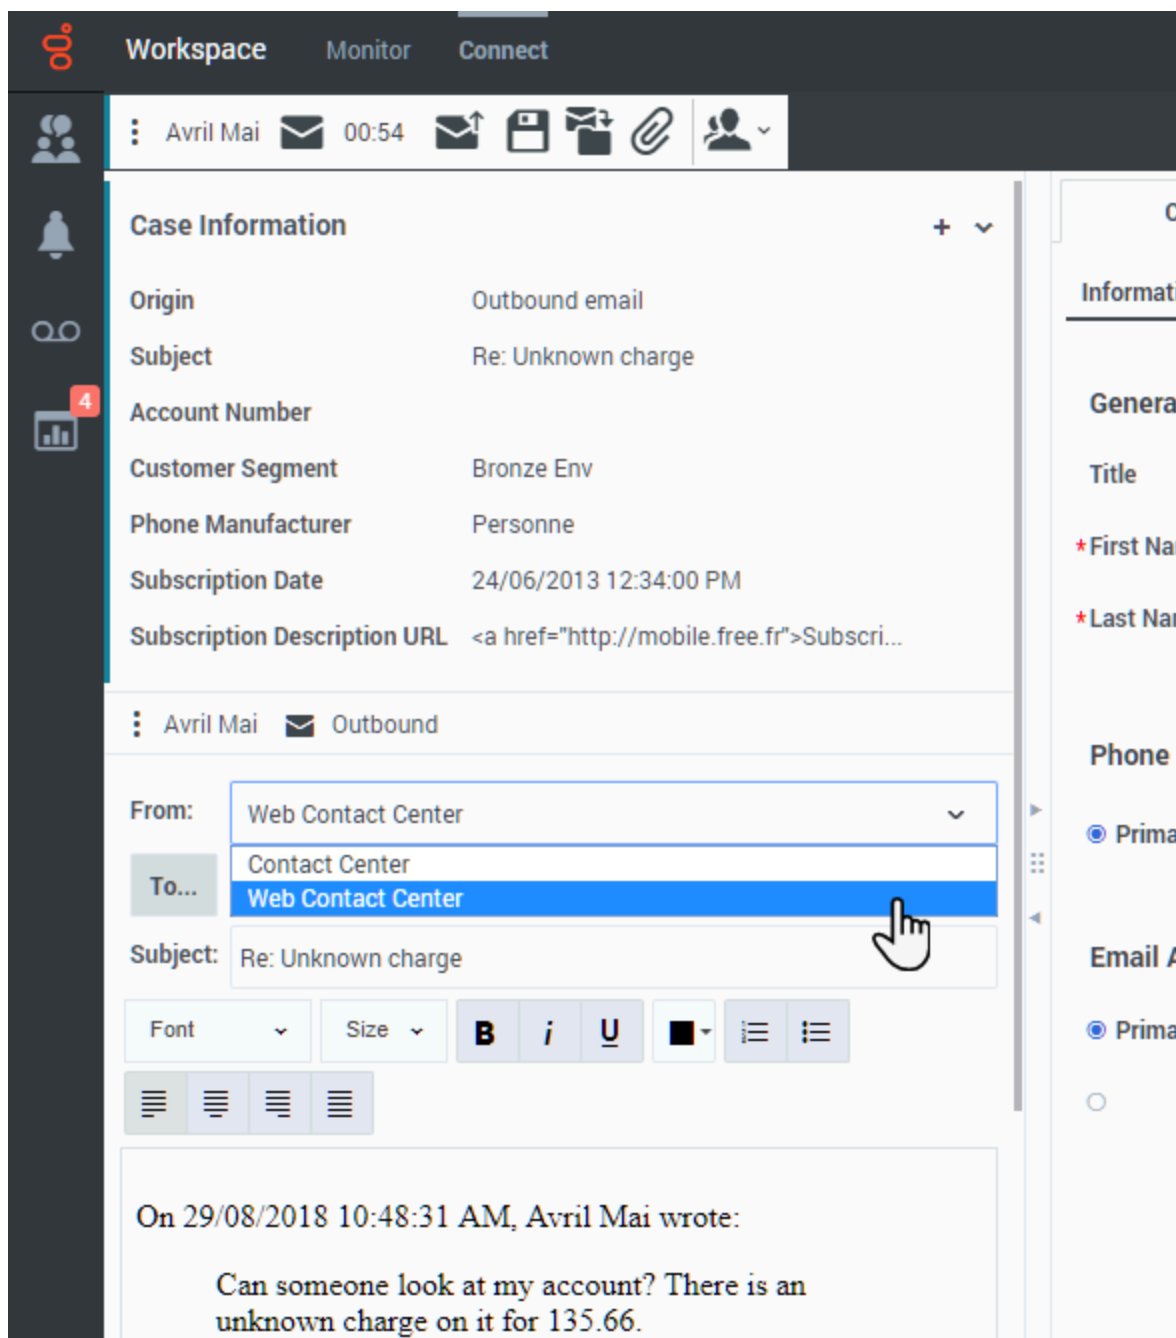 Workspace Monitor Connect
Avril Mai 00:54
Case Information
Origin Outbound email
Subject Re: Unknown charge
Account Number
Customer Segment Bronze Env
Phone Manufacturer Personne
Subscription Date 24/06/2013 12:34:00 PM
Subscription Description URL <a href="http://mobile.free.fr">Subscri...
4
Avril Mai Outbound
From: Web Contact Center
Contact Center
To... Web Contact Center
Subject: Re: Unknown charge
Font Size B i U
On 29/08/2018 10:48:31 AM, Avril Mai wrote:
Can someone look at my account? There is an
unknown charge on it for 135.66.
Informati
Genera
Title
*First Na
*Last Na
Phone
Prima
Email A
Prima